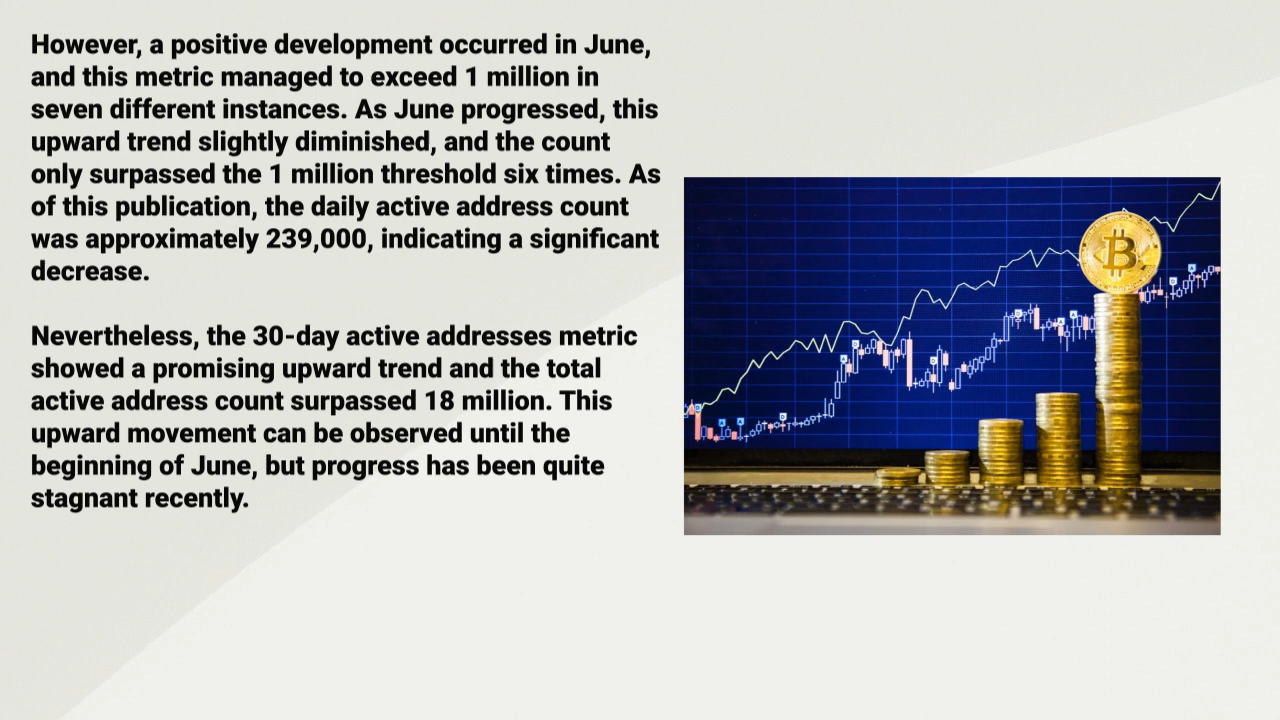 However, a positive development occurred in June,
and this metric managed to exceed 1 million in
seven different instances. As June progressed, this
upward trend slightly diminished, and the count
only surpassed the 1 million threshold six times. As
of this publication, the daily active address count
was approximately 239,000, indicating a significant
decrease.
Nevertheless, the 30-day active addresses metric
showed a promising upward trend and the total
active address count surpassed 18 million. This
upward movement can be observed until the
beginning of June, but progress has been quite
stagnant recently.